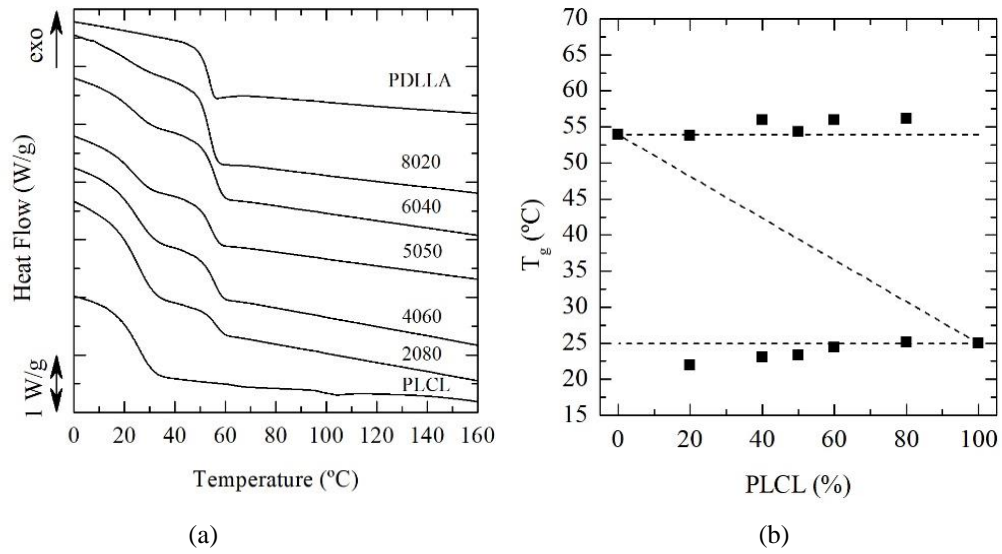 exo
Heat Flow (W/g)
1 W/g
PDLLA
8020
6040
5050
4060
2080
PLCL
0 20 40 60 80 100 120 140 160
Temperature (ºC)
(a)
70
65
60
55
50
45
40
35
30
25
20
15
T_g (ºC)
0 20 40 60 80 100
PLCL (%)
(b)